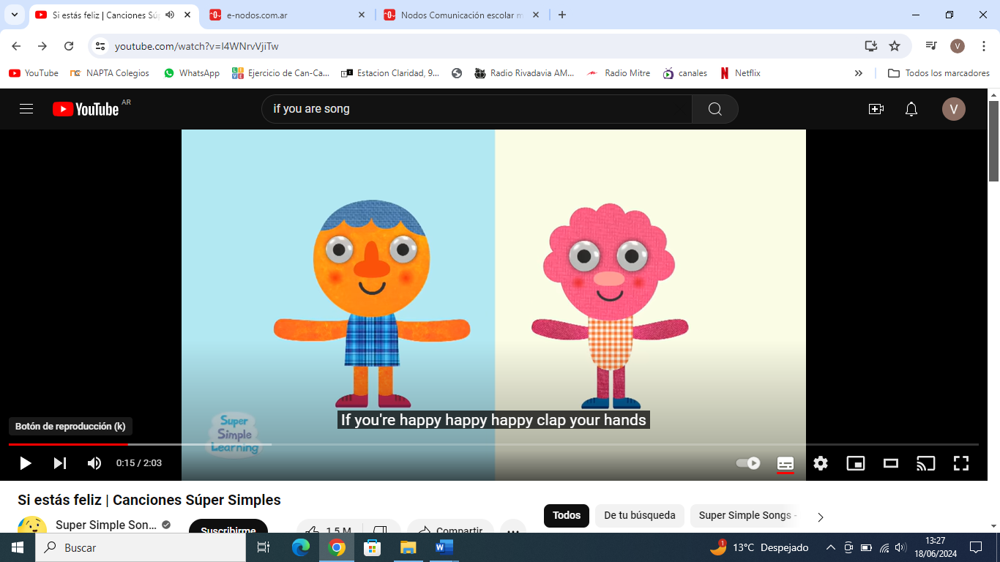 Si estás feliz | Canciones Sú
e-nodos.com.ar
Nodos Comunicación escolar m
youtube.com/watch?v=I4WNrvVjiTw
V
YouTube
NAPTA Colegios
WhatsApp
Ejercicio de Can-Ca...
Estacion Claridad, 9...
Radio Rivadavia AM...
Radio Mitre
canales
Netflix
Todos los marcadores
YouTube AR
if you are song
V
Super
Simple
Learning
If you're happy happy happy clap your hands
Botón de reproducción (k)
0:15 / 2:03
Si estás feliz | Canciones Súper Simples
Todos
De tu búsqueda
Super Simple Songs -
Super Simple Son...
Suscribirme
1,5 M
Compartir
Buscar
1
13°C Despejado
13:27
18/06/2024